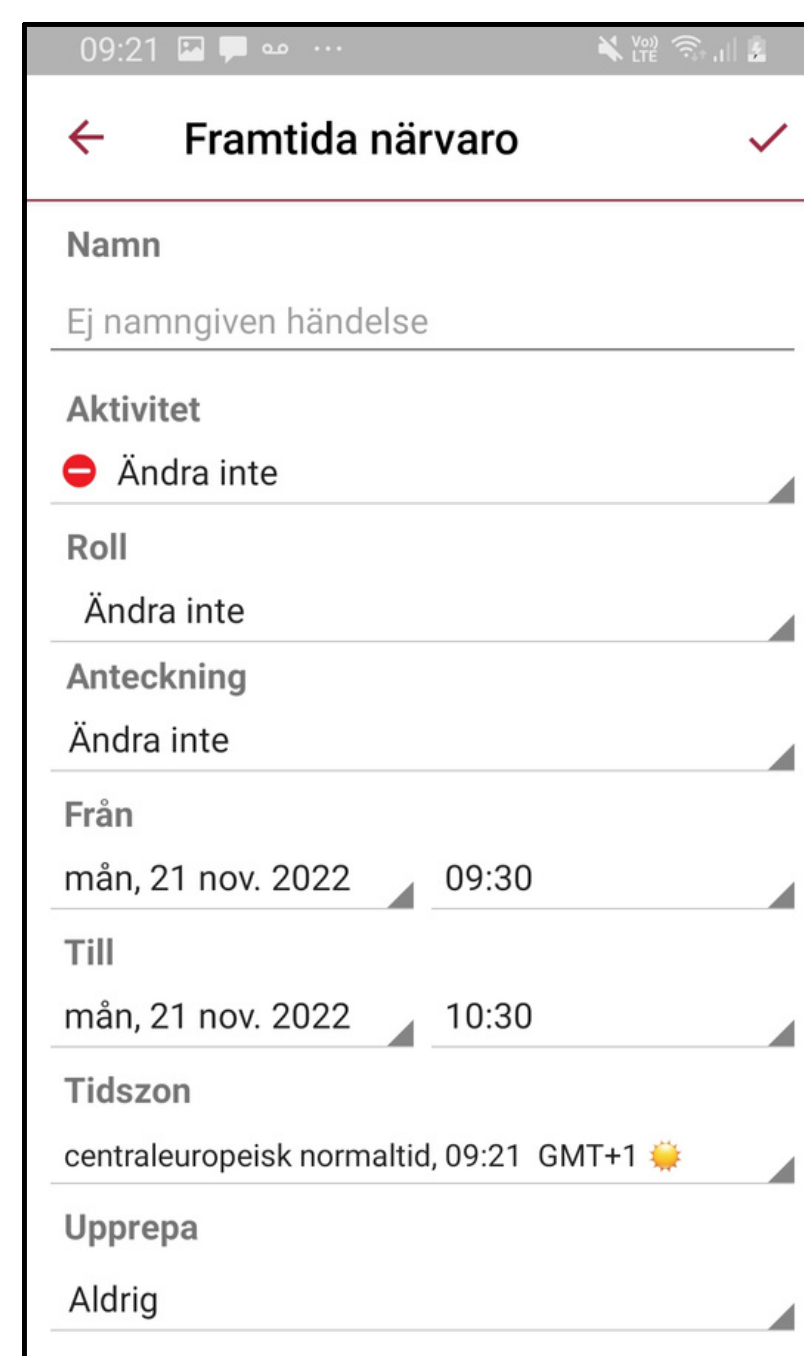 09:21
Vo)) LTE
Framtida närvaro
Namn
Ej namngiven händelse
Aktivitet
Ändra inte
Roll
Ändra inte
Anteckning
Ändra inte
Från
mån, 21 nov. 2022 09:30
Till
mån, 21 nov. 2022 10:30
Tidszon
centraleuropeisk normaltid, 09:21 GMT+1
Upprepa
Aldrig